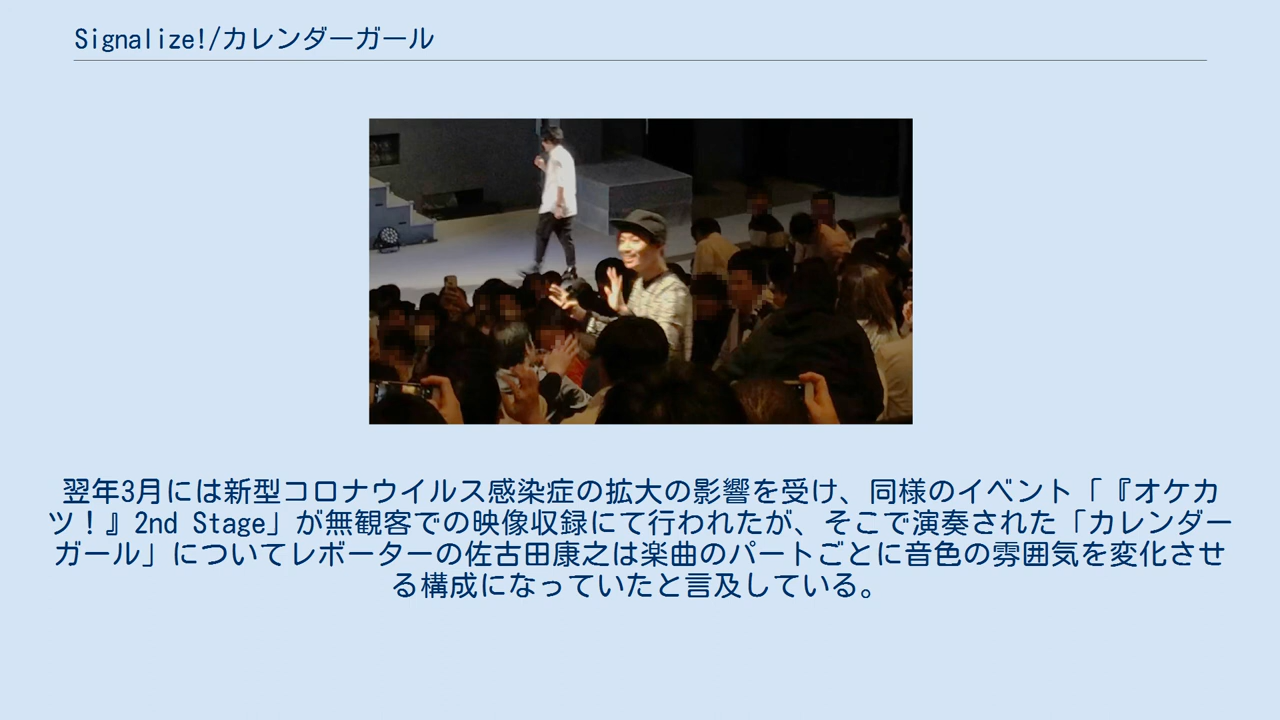 Signalize!/カレンダーガール
翌年3月には新型コロナウイルス感染症の拡大の影響を受け、同様のイベント「『オケカ
ツ！』2nd Stage」が無観客での映像収録にて行われたが、そこで演奏された「カレンダー
ガール」についてレポーターの佐古田康之は楽曲のパートごとに音色の雰囲気を変化させ
る構成になっていたと言及している。